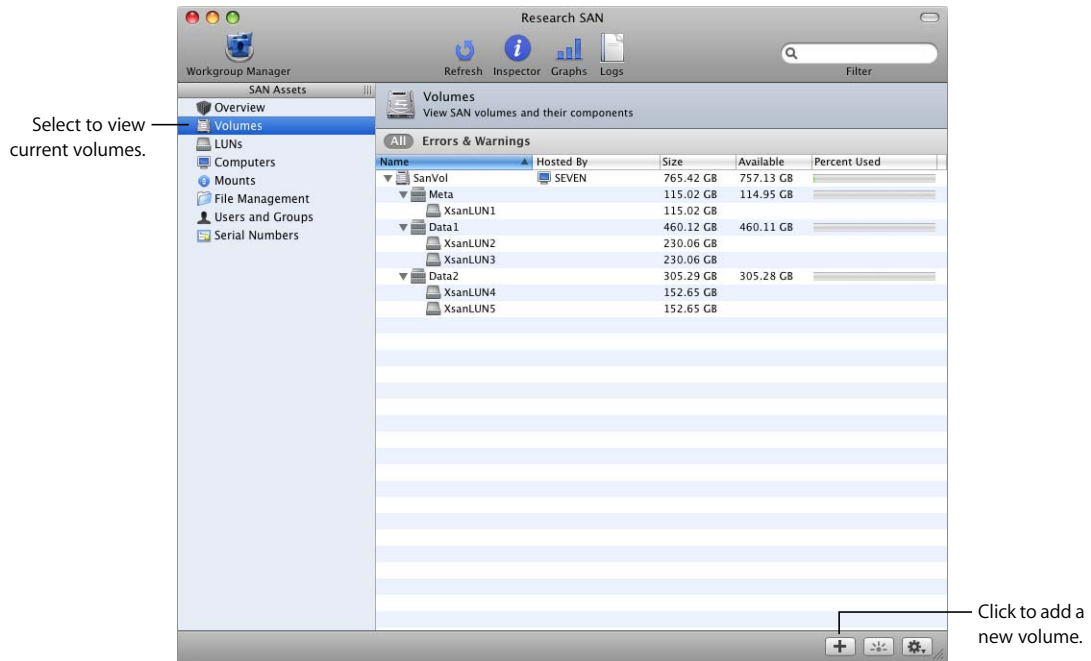 Research SAN
Workgroup Manager
Refresh Inspector Graphs Logs
Filter
SAN Assets
Overview
Volumes
LUNs
Computers
Mounts
File Management
Users and Groups
Serial Numbers
Select to view
current volumes.
Volumes
View SAN volumes and their components
All Errors & Warnings
Name Hosted By Size Available Percent Used
SanVol SEVEN 765.42 GB 757.13 GB
Meta 115.02 GB 114.95 GB
XsanLUN1 115.02 GB
Data1 460.12 GB 460.11 GB
XsanLUN2 230.06 GB
XsanLUN3 230.06 GB
Data2 305.29 GB 305.28 GB
XsanLUN4 152.65 GB
XsanLUN5 152.65 GB
Click to add a
new volume.